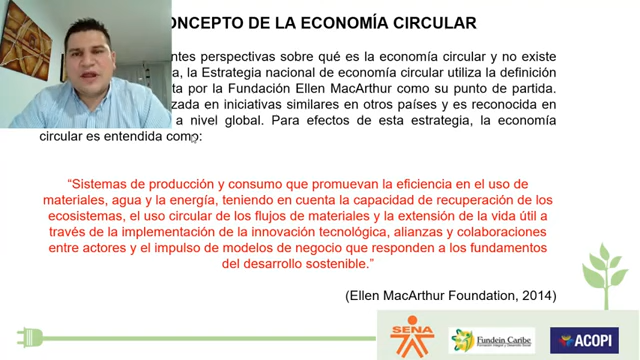 ONCEPTO DE LA ECONOMÍA CIRCULAR
ntes perspectivas sobre qué es la economía circular y no existe
a, la Estrategia nacional de economía circular utiliza la definición
ta por la Fundación Ellen MacArthur como su punto de partida.
zada en iniciativas similares en otros países y es reconocida en
a nivel global. Para efectos de esta estrategia, la economía
circular es entendida como:
“Sistemas de producción y consumo que promuevan la eficiencia en el uso de
materiales, agua y la energía, teniendo en cuenta la capacidad de recuperación de los
ecosistemas, el uso circular de los flujos de materiales y la extensión de la vida útil a
través de la implementación de la innovación tecnológica, alianzas y colaboraciones
entre actores y el impulso de modelos de negocio que responden a los fundamentos
del desarrollo sostenible.”
(Ellen MacArthur Foundation, 2014)
SENA
Fundein Caribe
ACOPI